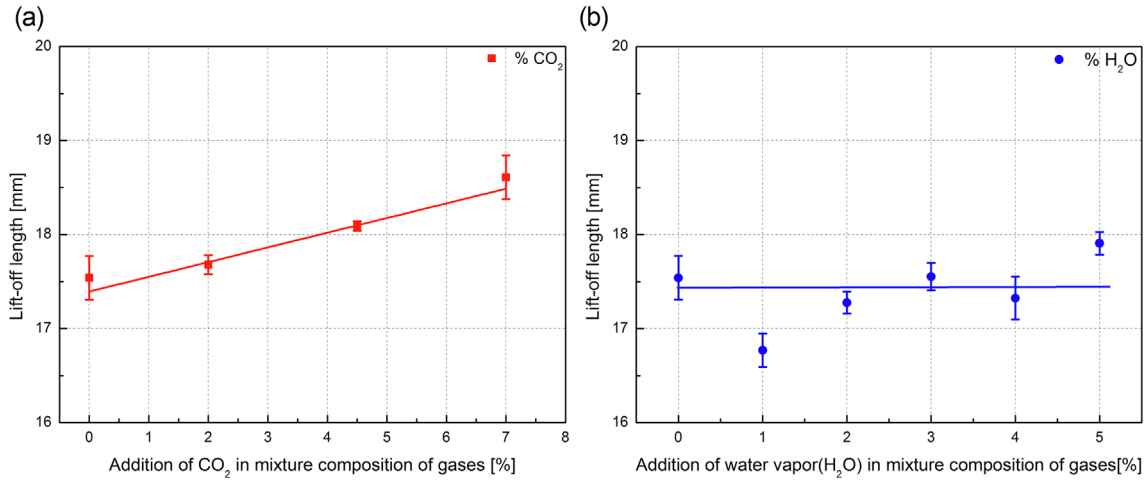 (a)
20
19
18
17
16
Lift-off length [mm]
% CO₂
0 1 2 3 4 5 6 7 8
Addition of CO₂ in mixture composition of gases [%]
(b)
20
19
18
17
16
Lift-off length [mm]
% H₂O
0 1 2 3 4 5
Addition of water vapor(H₂O) in mixture composition of gases[%]